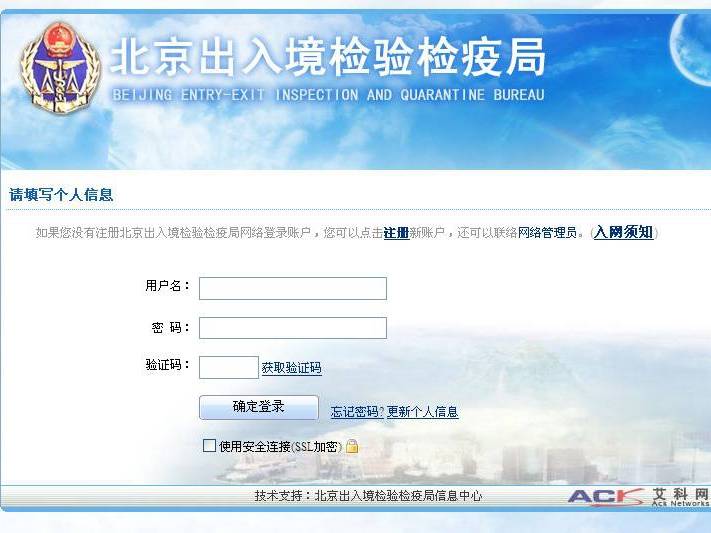 北京出入境检验检疫局
BEIJING ENTRY-EXIT INSPECTION AND QUARANTINE BUREAU
请填写个人信息
如果您没有注册北京出入境检验检疫局网络登录账户，您可以点击注册新账户，还可以联络网络管理员。(入网须知)
用户名：
密 码：
验证码： 获取验证码
确定登录 忘记密码? 更新个人信息
使用安全连接(SSL加密)
技术支持：北京出入境检验检疫局信息中心
ACK 艾科网
Ack Networks